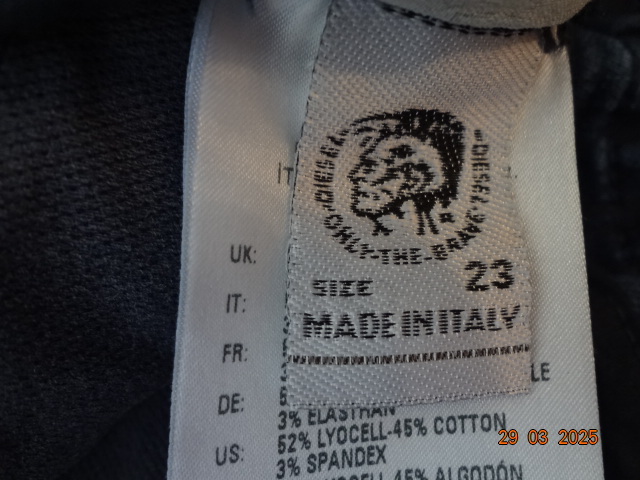 IT
"DIESEL" "DIESEL"
ONLY-THE-BRAVE
UK:
SIZE 23
IT:
MADE IN ITALY
FR:
LE
DE:
3% ELASTHAN
52% LYOCELL-45% COTTON
US: 3% SPANDEX
45% ALGODÓN
29 03 2025